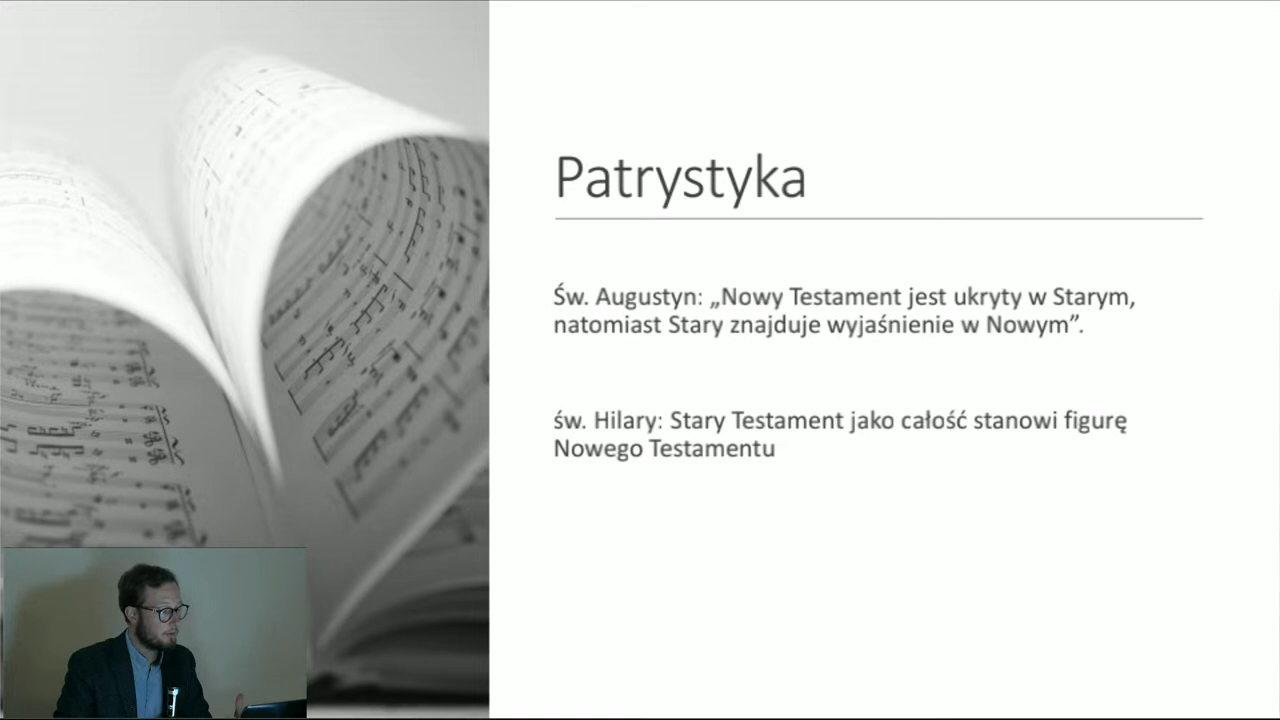 Patrystyka
Św. Augustyn: „Nowy Testament jest ukryty w Starym,
natomiast Stary znajduje wyjaśnienie w Nowym”.
św. Hilary: Stary Testament jako całość stanowi figurę
Nowego Testamentu